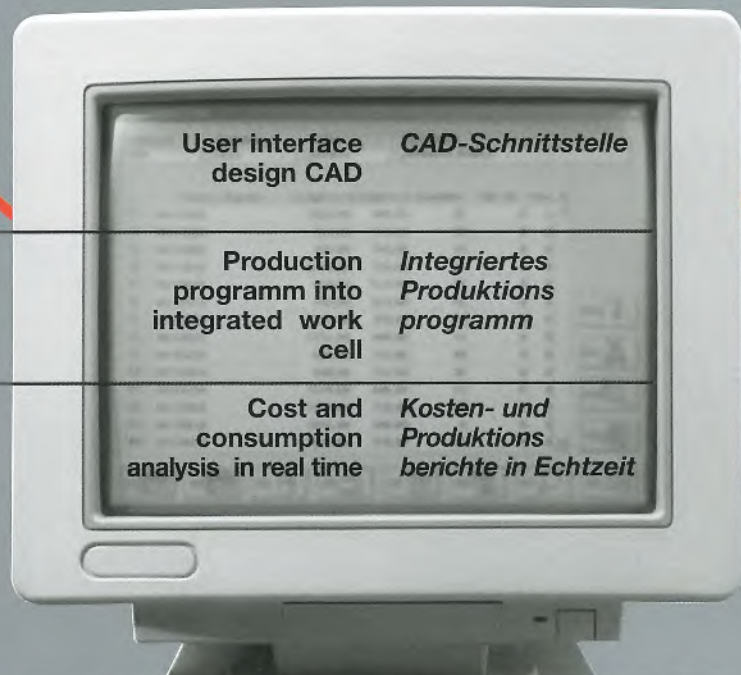 User interface
design CAD
CAD-Schnittstelle
Production
programm into
integrated work
cell
Integriertes
Produktions
programm
Cost and
consumption
analysis in real time
Kosten- und
Produktions
berichte in Echtzeit